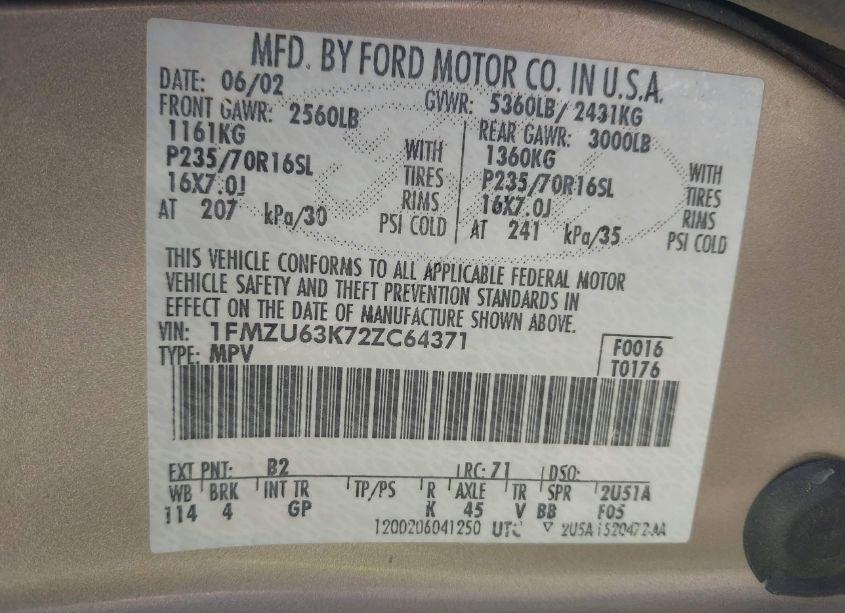 MFD. BY FORD MOTOR CO. IN U.S.A.
DATE: 06/02 GVWR: 5360LB/ 2431KG
FRONT GAWR: 2560LB REAR GAWR: 3000LB
1161KG WITH 1360KG WITH
P235/70R16SL TIRES P235/70R16SL TIRES
16X7.0J RIMS 16X7.0J RIMS
AT 207 kPa/30 PSI COLD AT 241 kPa/35 PSI COLD
THIS VEHICLE CONFORMS TO ALL APPLICABLE FEDERAL MOTOR
VEHICLE SAFETY AND THEFT PREVENTION STANDARDS IN
EFFECT ON THE DATE OF MANUFACTURE SHOWN ABOVE.
VIN: 1FMZU63K72ZC64371
TYPE: MPV
F0016
T0176
EXT PNT: B2 RC: 71 DSO:
WB BRK INT TR TP/PS R AXLE TR SPR 2U51A
114 4 GP K 45 V BB F05
1200206041250 UTC ▽